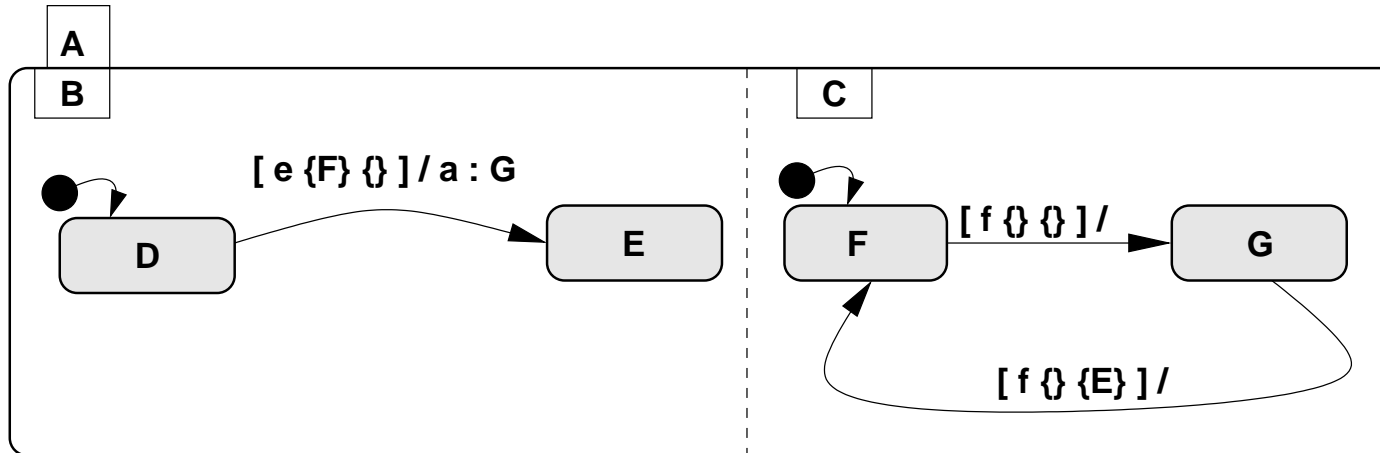 A
B
C
[ e {F} {} ] / a : G
D
E
F
[ f {} {} ] /
G
[ f {} {E} ] /